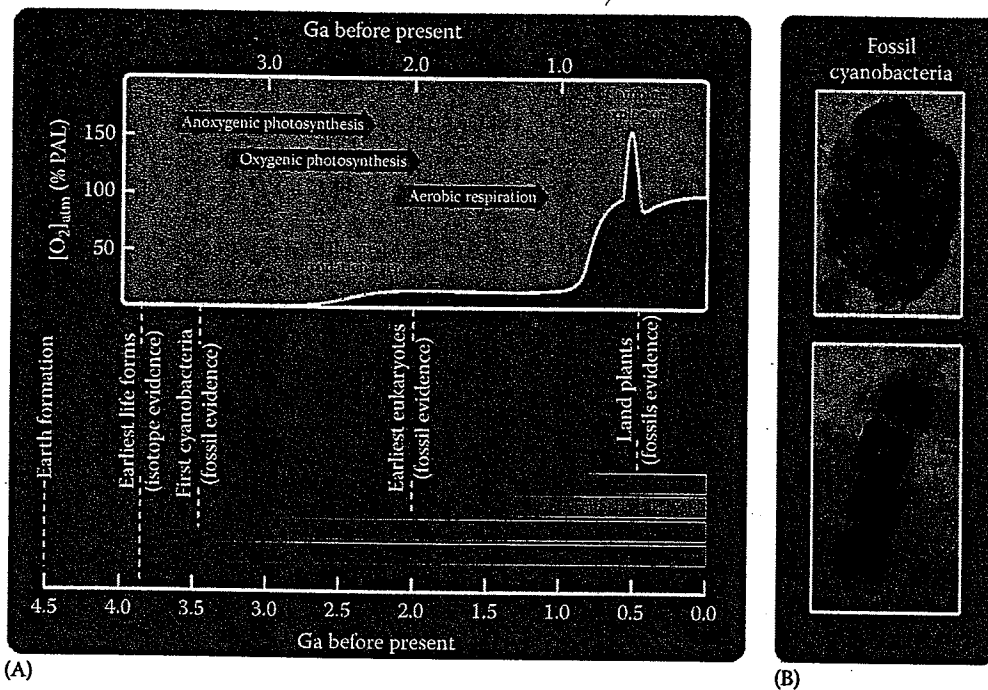 Ga before present
3.0 2.0 1.0
[O₂]atm (% PAL)
150
100
50
Anoxygenic photosynthesis
Oxygenic photosynthesis
Aerobic respiration
Earth formation
Earliest life forms
(isotope evidence)
First cyanobacteria
(fossil evidence)
Earliest eukaryotes
(fossil evidence)
Land plants
(fossils evidence)
4.5 4.0 3.5 3.0 2.5 2.0 1.5 1.0 0.5 0.0
Ga before present
(A)
Fossil
cyanobacteria
(B)